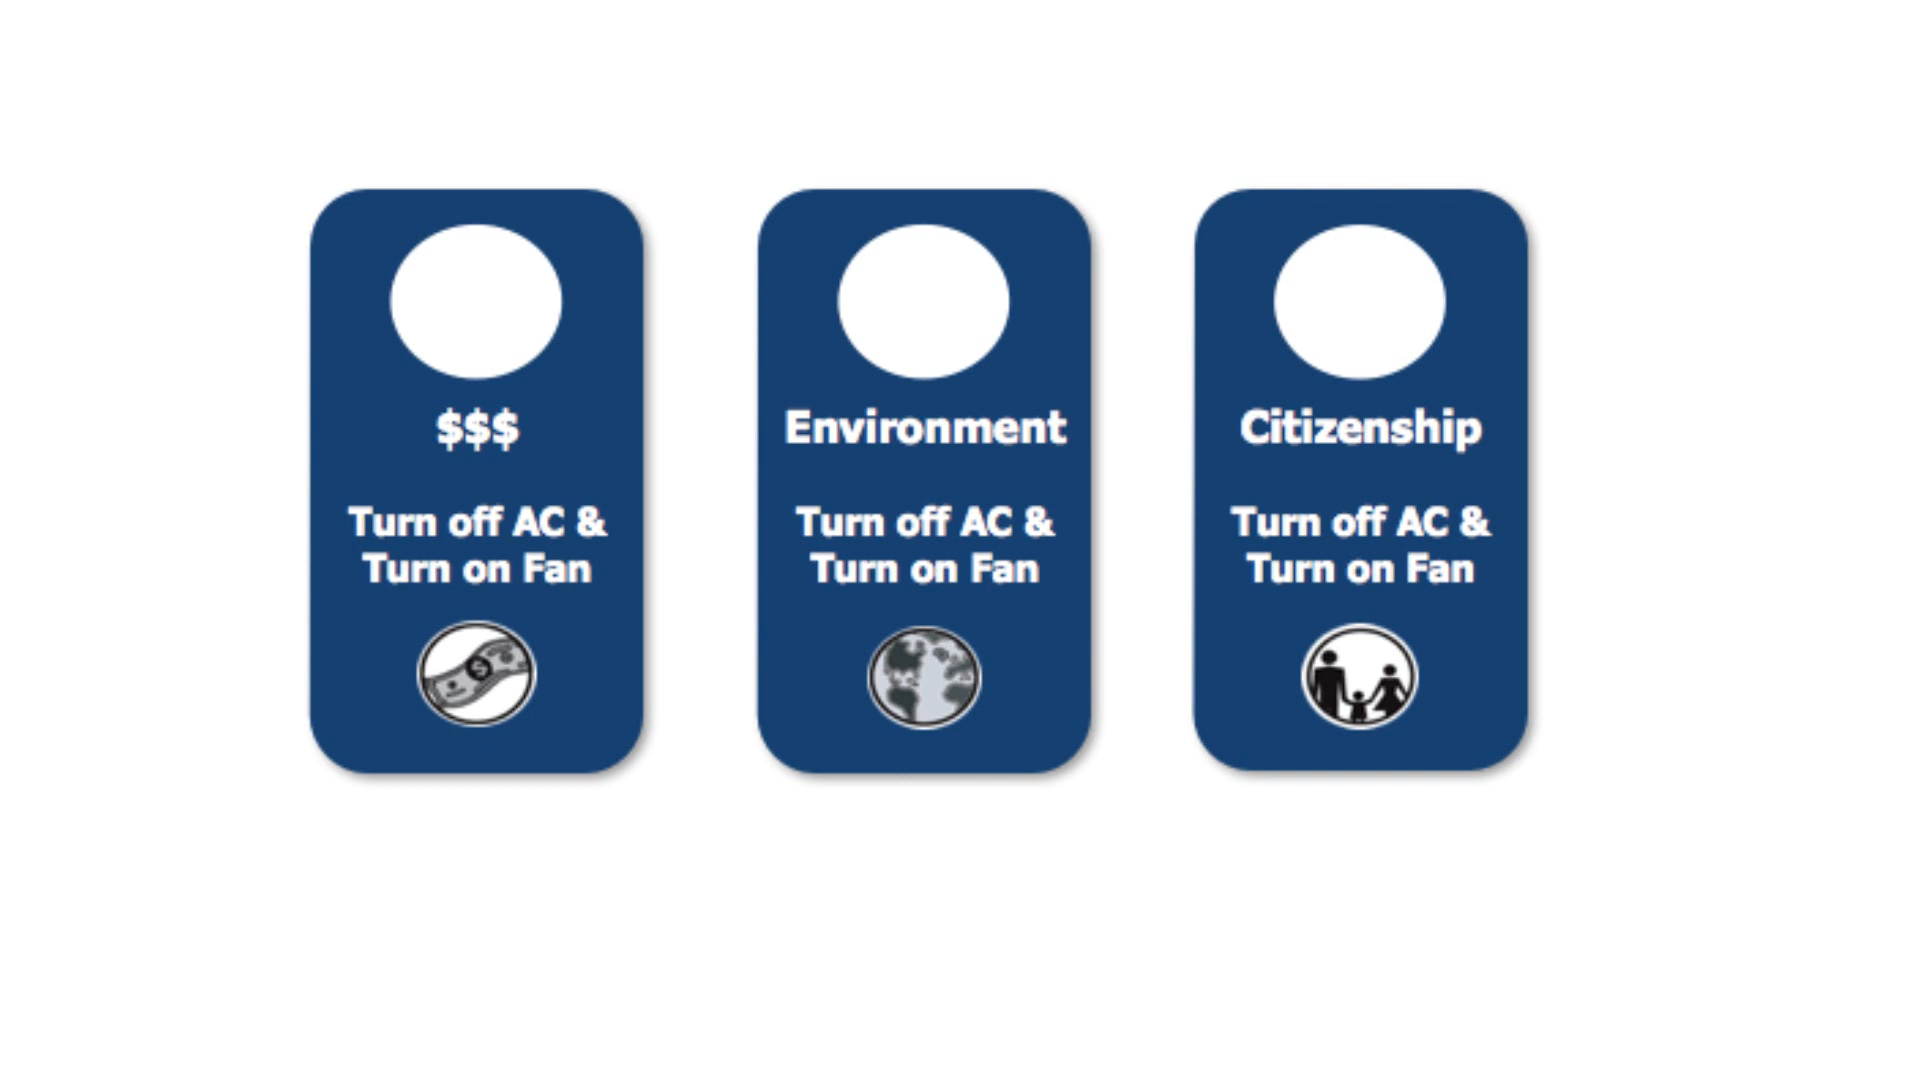 $$$
Turn off AC &
Turn on Fan
Environment
Turn off AC &
Turn on Fan
Citizenship
Turn off AC &
Turn on Fan